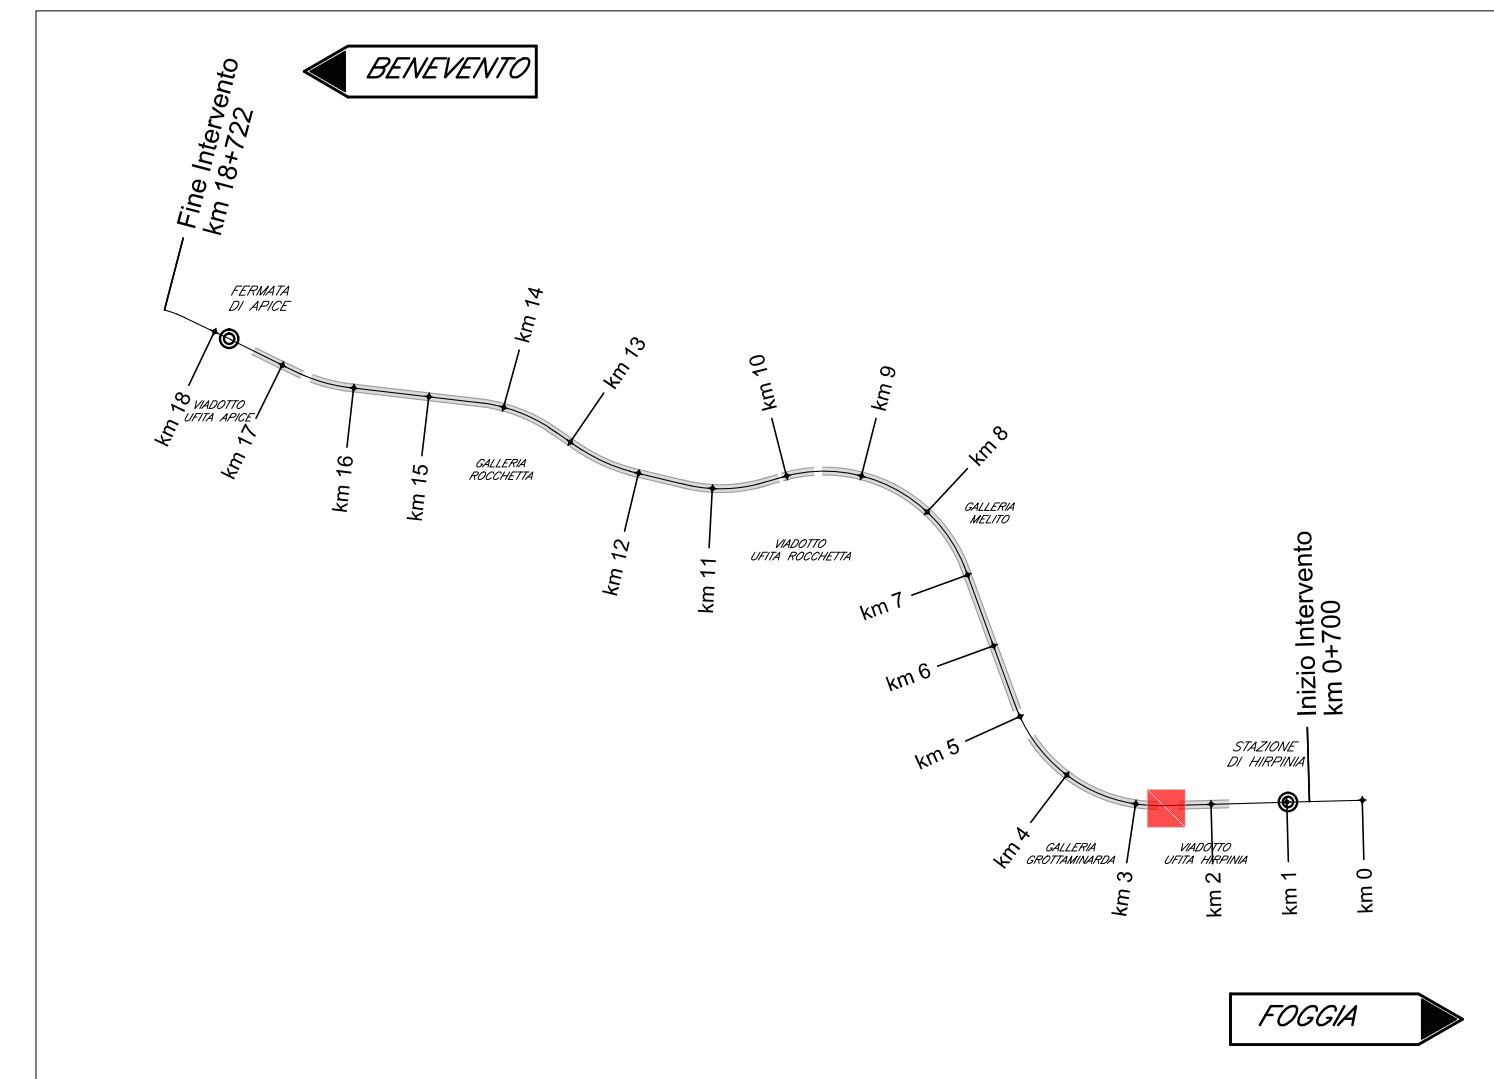 BENEVENTO
Fine Intervento
km 18+722
FERMATA
DI APICE
km 18
VIADOTTO
UFITA APICE
km 17
km 16
km 15
km 14
GALLERIA
ROCCHETTA
km 13
km 12
km 11
km 10
VIADOTTO
UFITA ROCCHETTA
km 9
km 8
GALLERIA
MELITO
km 7
km 6
km 5
km 4
GALLERIA
GROTTAMINARDA
km 3
VIADOTTO
UFITA HIRPINIA
km 2
STAZIONE
DI HIRPINIA
km 1
Inizio Intervento
km 0+700
km 0
FOGGIA